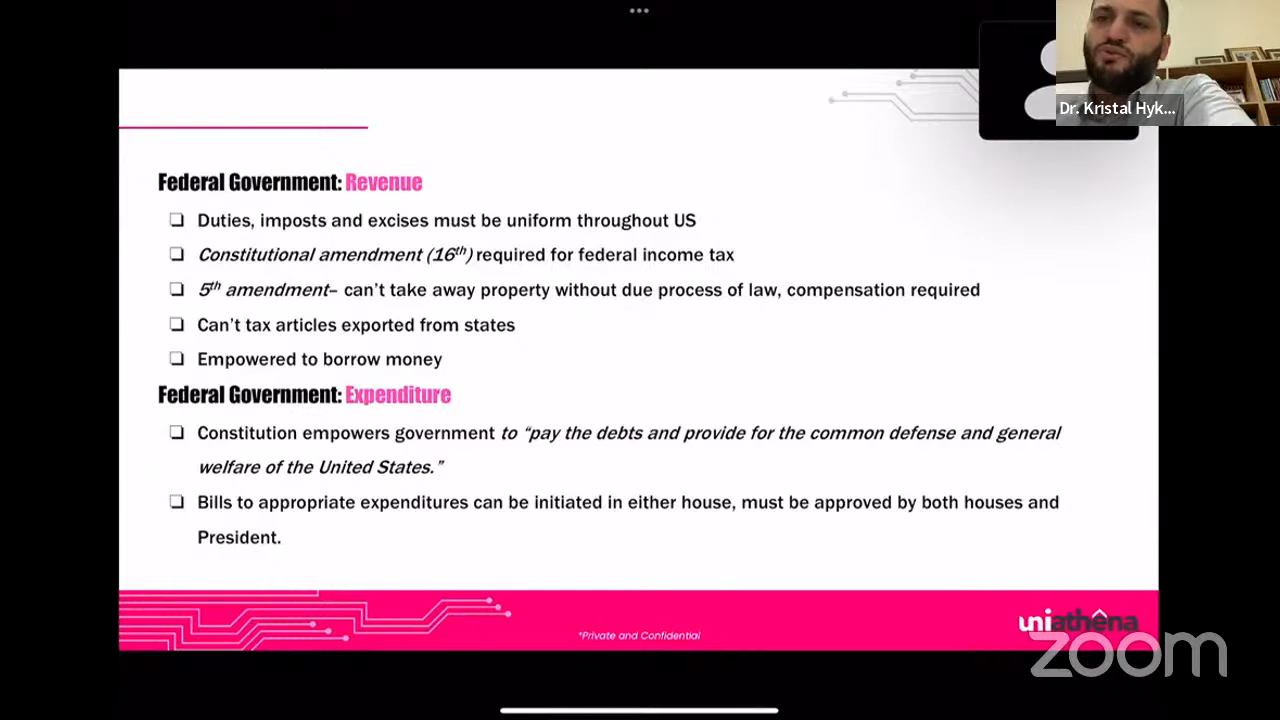 Dr. Kristal Hyk...
Federal Government: Revenue
❑ Duties, imposts and excises must be uniform throughout US
❑ Constitutional amendment (16th) required for federal income tax
❑ 5th amendment– can't take away property without due process of law, compensation required
❑ Can't tax articles exported from states
❑ Empowered to borrow money
Federal Government: Expenditure
❑ Constitution empowers government to “pay the debts and provide for the common defense and general
welfare of the United States.”
❑ Bills to appropriate expenditures can be initiated in either house, must be approved by both houses and
President.
*Private and Confidential
uniathena
zoom